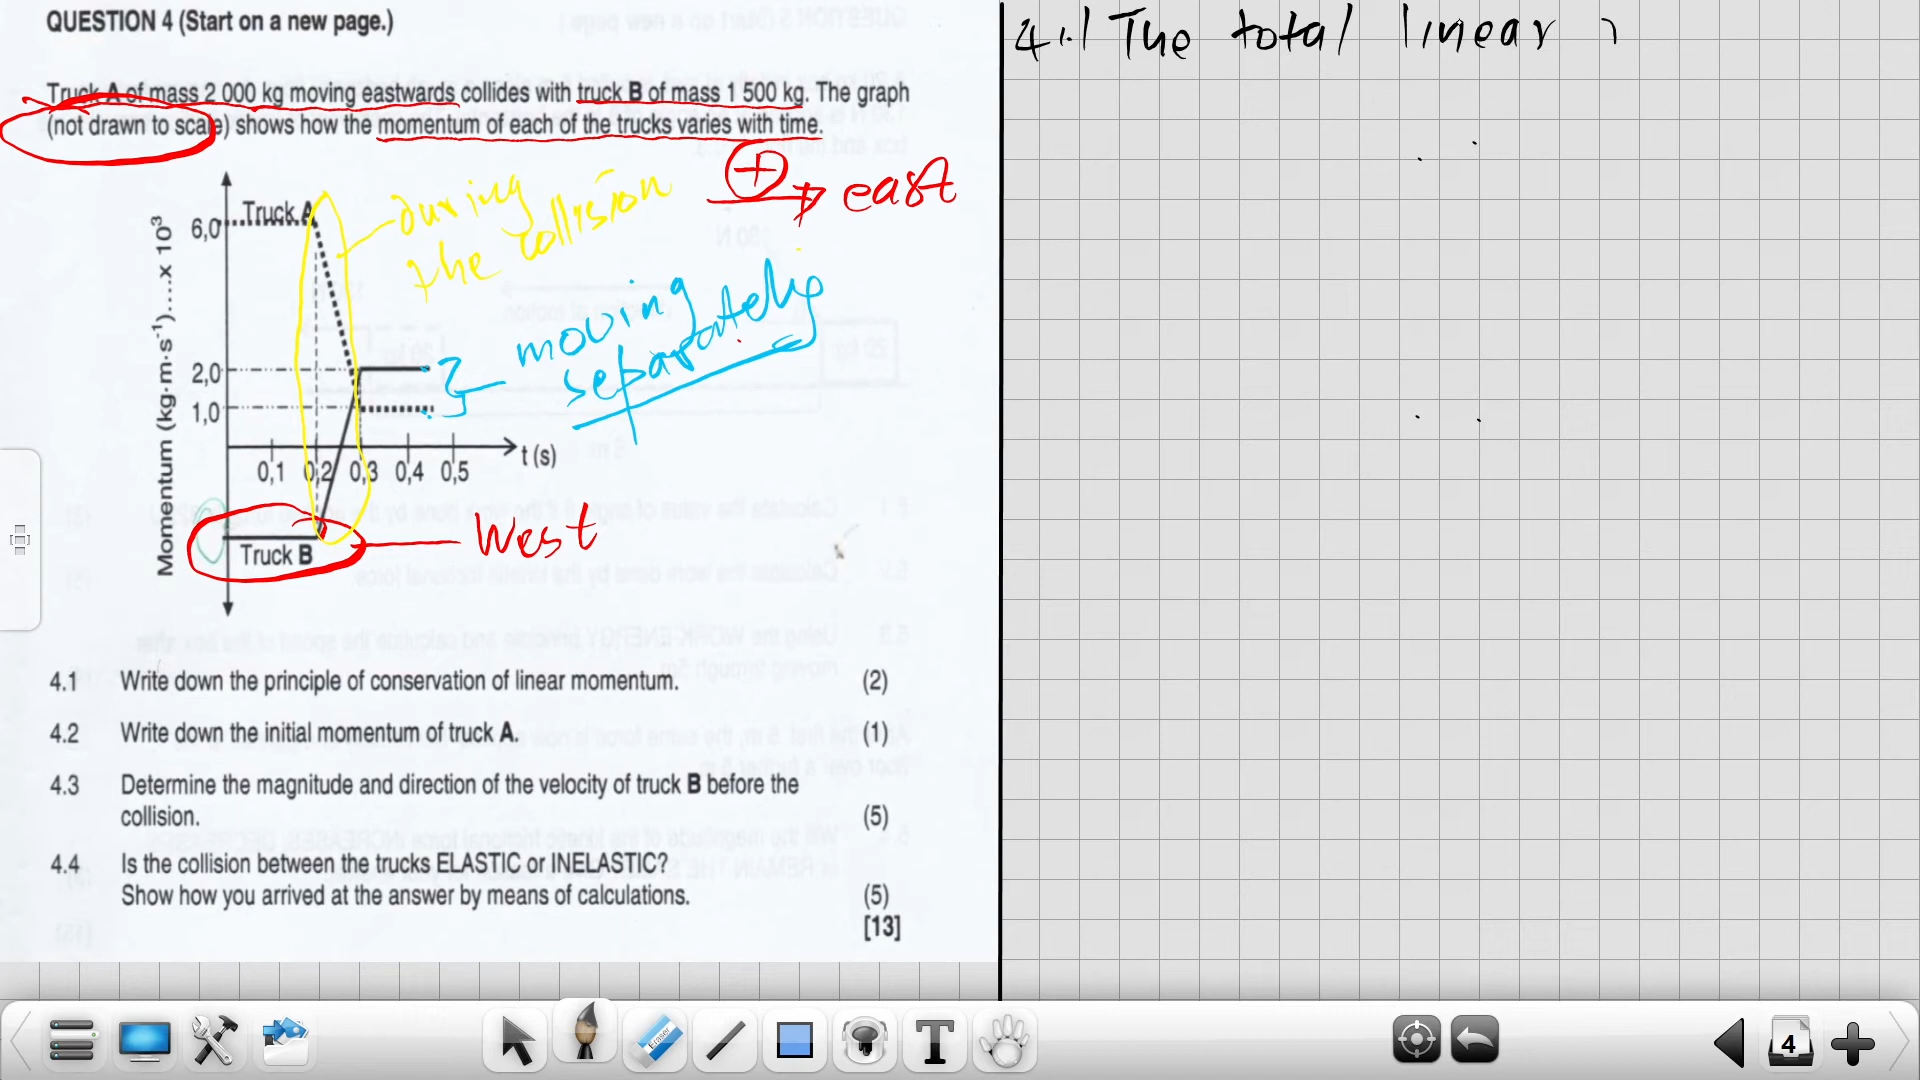 QUESTION 4 (Start on a new page.)
Truck A of mass 2 000 kg moving eastwards collides with truck B of mass 1 500 kg. The graph
(not drawn to scale) shows how the momentum of each of the trucks varies with time.
+
east
during
the collision
moving
separately
Momentum (kg·m·s⁻¹)....x 10³
Truck A
6,0
2,0
1,0
0,1 0,2 0,3 0,4 0,5
t (s)
Truck B
West
4.1 Write down the principle of conservation of linear momentum. (2)
4.2 Write down the initial momentum of truck A. (1)
4.3 Determine the magnitude and direction of the velocity of truck B before the
collision. (5)
4.4 Is the collision between the trucks ELASTIC or INELASTIC?
Show how you arrived at the answer by means of calculations. (5)
[13]
4.1 The total linear
Eraser
T
4